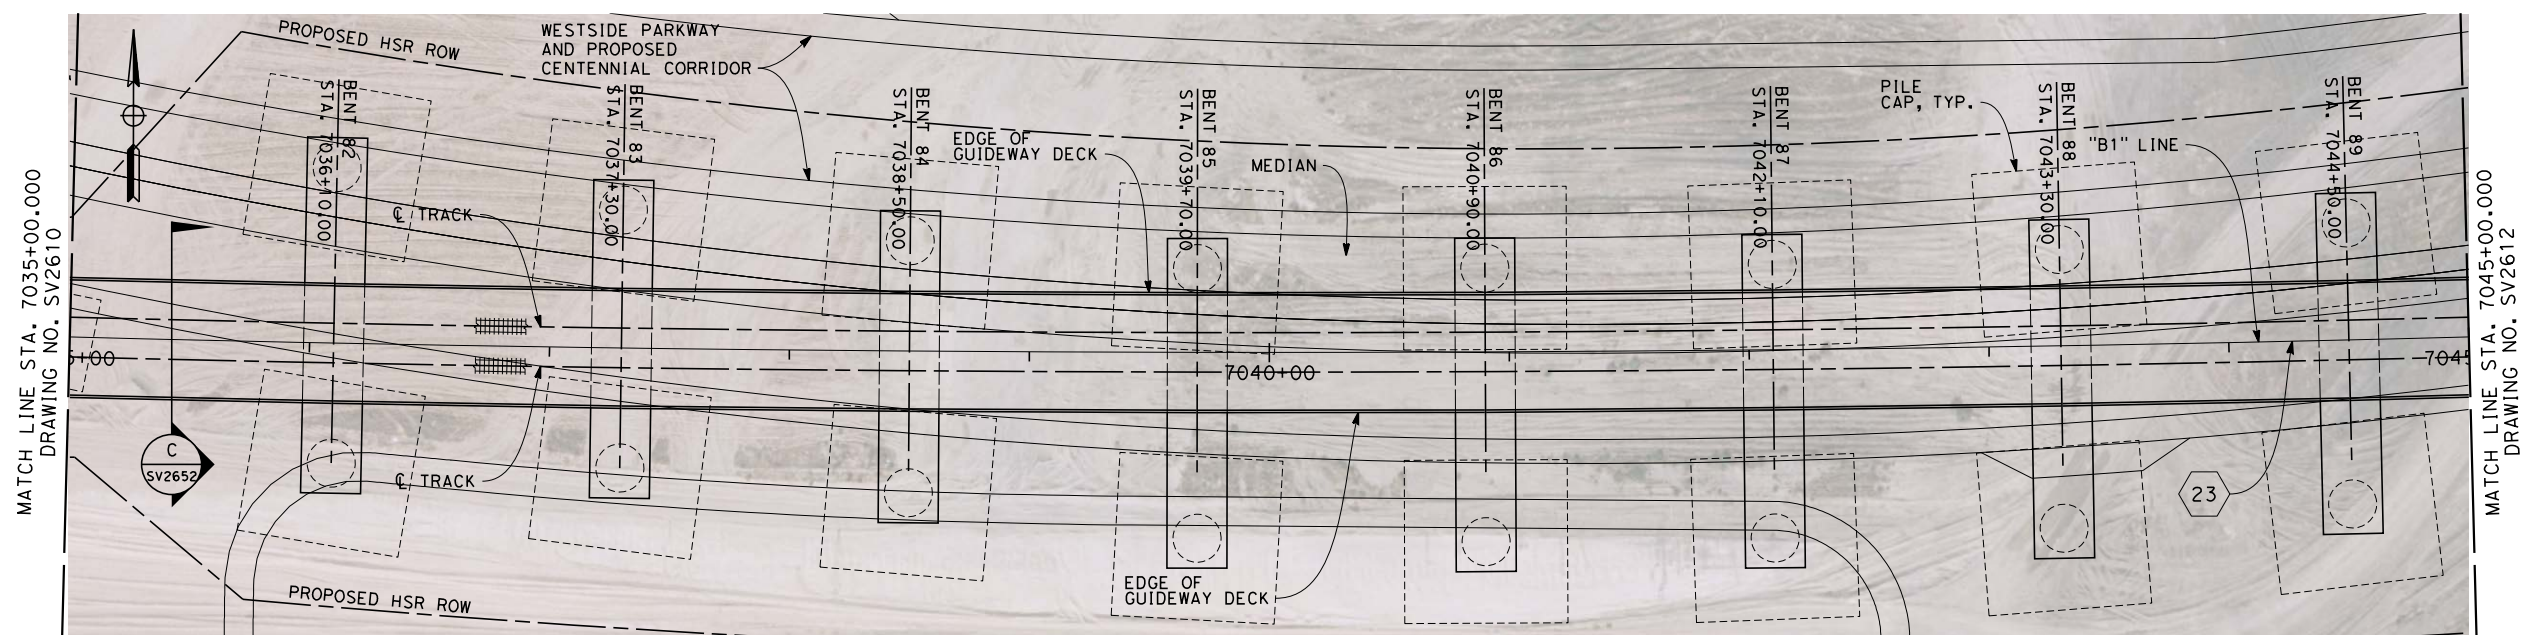 MATCH LINE STA. 7035+00.000
DRAWING NO. SV2610
PROPOSED HSR ROW
WESTSIDE PARKWAY
AND PROPOSED
CENTENNIAL CORRIDOR
BENT 82
STA. 7036+10.00
BENT 83
STA. 7037+30.00
BENT 84
STA. 7038+50.00
EDGE OF
GUIDEWAY DECK
BENT 85
STA. 7039+70.00
MEDIAN
BENT 86
STA. 7040+90.00
BENT 87
STA. 7042+10.00
PILE
CAP, TYP.
BENT 88
STA. 7043+30.00
"B1" LINE
BENT 89
STA. 7044+50.00
℄ TRACK
5+00
7040+00
7045
C
SV2652
℄ TRACK
23
EDGE OF
GUIDEWAY DECK
PROPOSED HSR ROW
MATCH LINE STA. 7045+00.000
DRAWING NO. SV2612